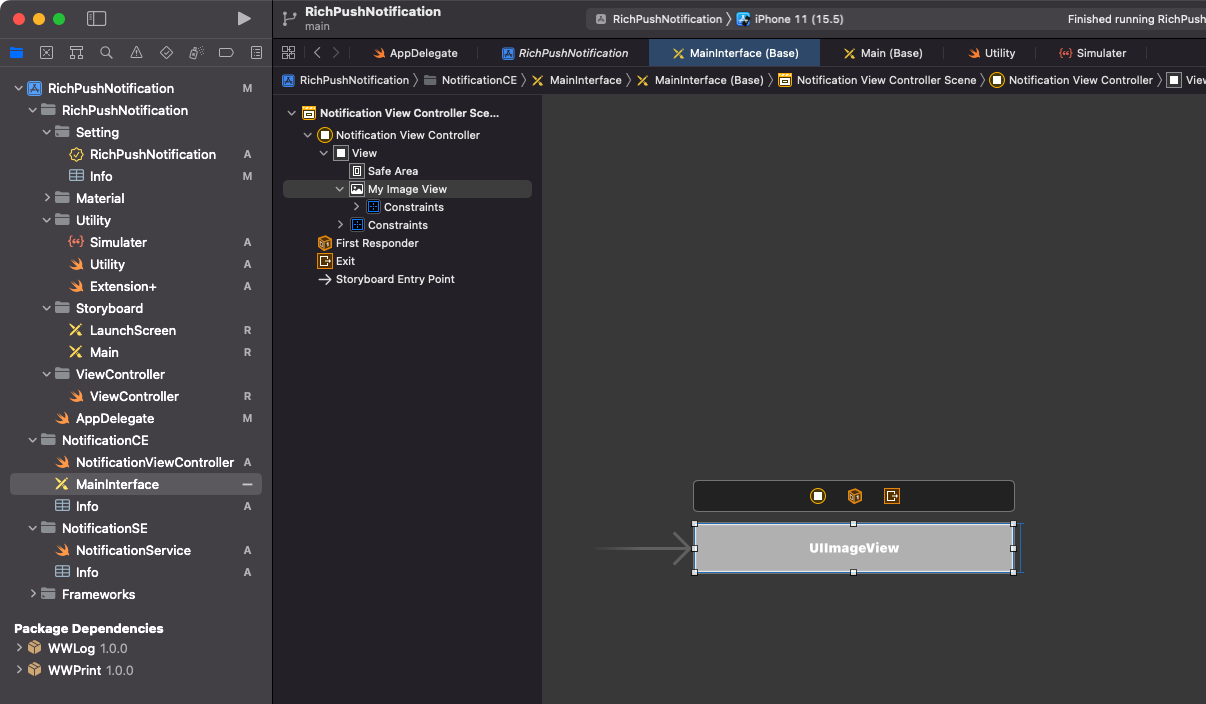 RichPushNotification
main
RichPushNotification 〉 iPhone 11 (15.5)
Finished running RichPushn
AppDelegate
RichPushNotification
MainInterface (Base)
Main (Base)
Utility
Simulater
RichPushNotification 〉 NotificationCE 〉 MainInterface 〉 MainInterface (Base) 〉 Notification View Controller Scene 〉 Notification View Controller 〉 View
RichPushNotification M
RichPushNotification
Setting
RichPushNotification A
Info M
Material
Utility
Simulater A
Utility A
Extension+ A
Storyboard
LaunchScreen R
Main R
ViewController
ViewController R
AppDelegate M
NotificationCE
NotificationViewController A
MainInterface —
Info A
NotificationSE
NotificationService A
Info A
Frameworks
Package Dependencies
WWLog 1.0.0
WWPrint 1.0.0
Notification View Controller Sce...
Notification View Controller
View
Safe Area
My Image View
Constraints
Constraints
First Responder
Exit
Storyboard Entry Point
UIImageView